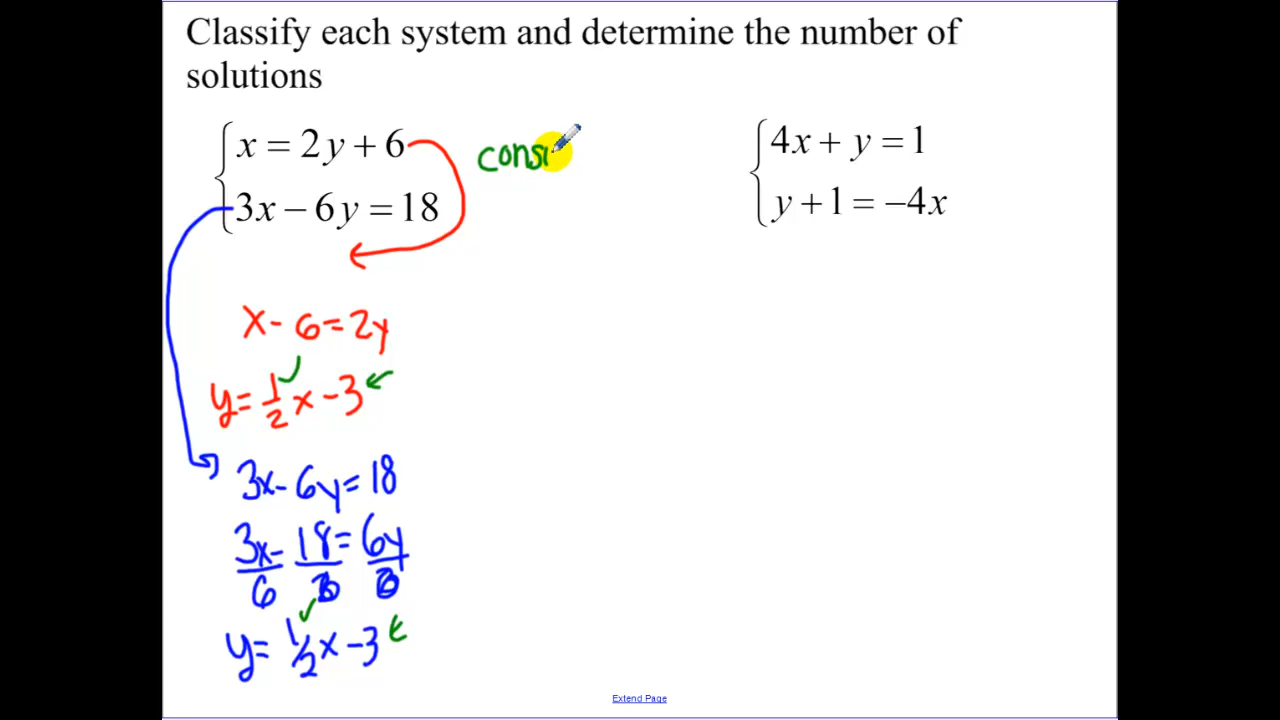 Classify each system and determine the number of
solutions
x = 2y + 6
3x − 6y = 18
consi
4x + y = 1
y + 1 = −4x
x - 6 = 2y
y = 1/2 x - 3
3x - 6y = 18
3x/6 - 18/6 = 6y/6
y = 1/2 x - 3
Extend Page